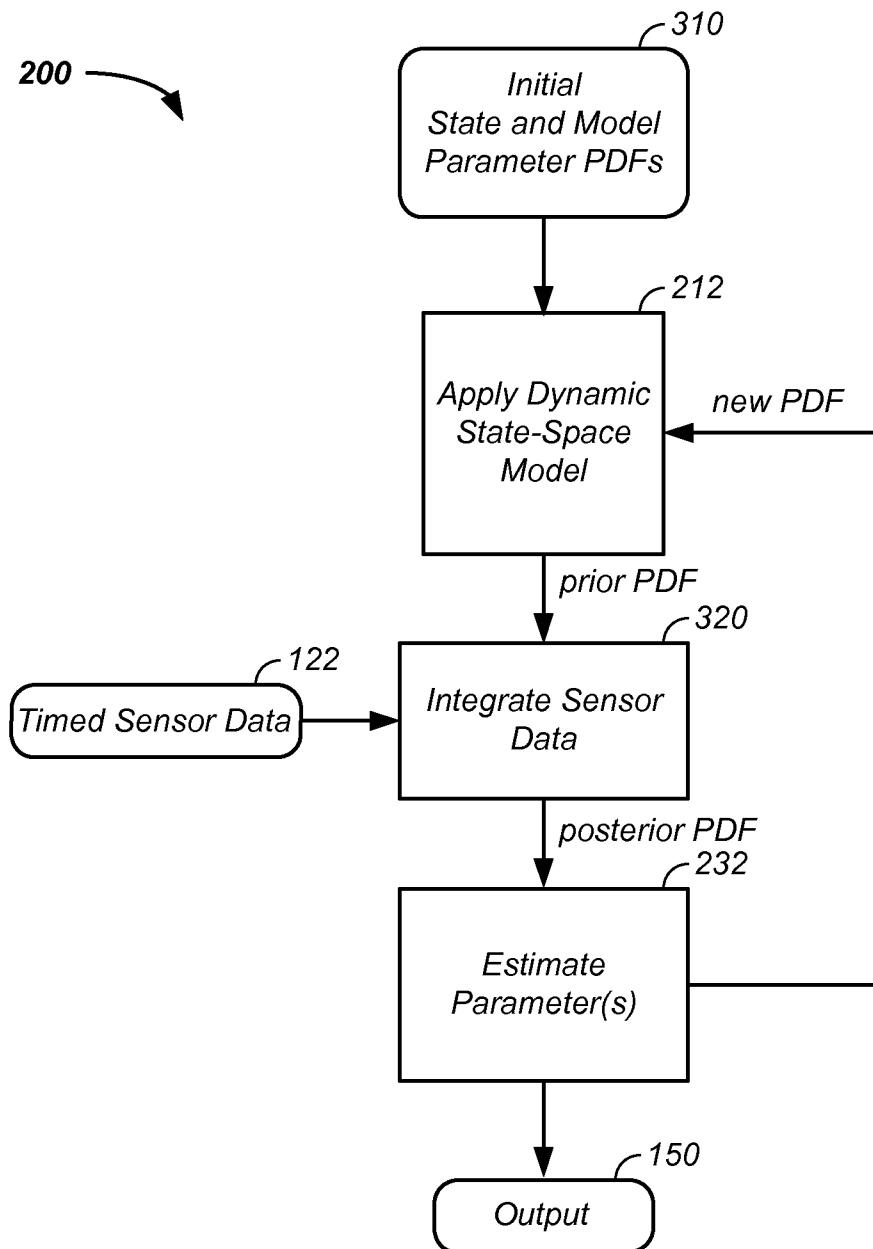 310
200
Initial
State and Model
Parameter PDFs
212
Apply Dynamic
State-Space
Model
new PDF
prior PDF
320
122
Timed Sensor Data
Integrate Sensor
Data
posterior PDF
232
Estimate
Parameter(s)
150
Output